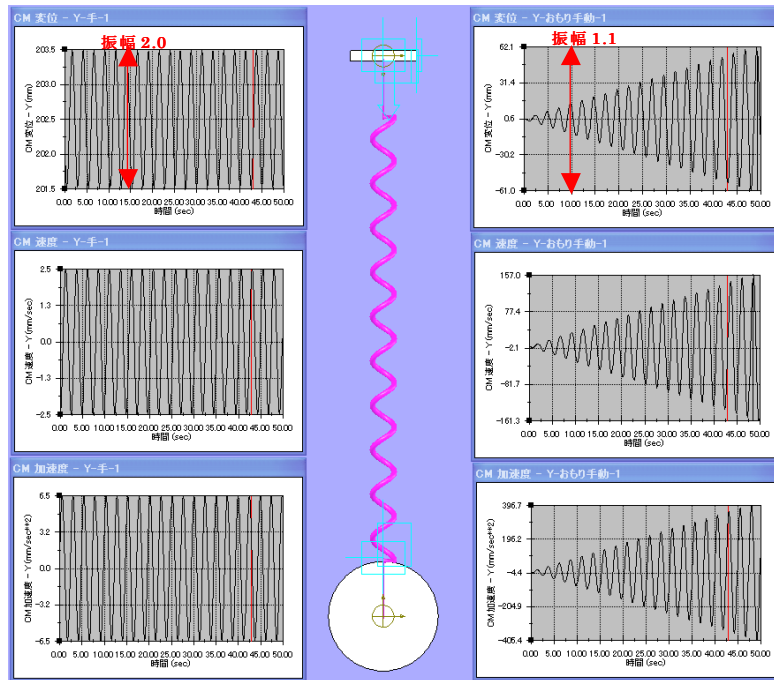 CM 変位 - Y-手-1
振幅 2.0
203.5
203.0
202.5
202.0
201.5
CM 変位 - Y (mm)
0.00 5.00 10.00 15.00 20.00 25.00 30.00 35.00 40.00 45.00 50.00
時間 (sec)
CM 速度 - Y-手-1
2.5
1.3
0.0
-1.3
-2.5
CM 速度 - Y (mm/sec)
0.00 5.00 10.00 15.00 20.00 25.00 30.00 35.00 40.00 45.00 50.00
時間 (sec)
CM 加速度 - Y-手-1
6.5
3.2
0.0
-3.2
-6.5
CM 加速度 - Y (mm/sec**2)
0.00 5.00 10.00 15.00 20.00 25.00 30.00 35.00 40.00 45.00 50.00
時間 (sec)
CM 変位 - Y-おもり手動-1
振幅 1.1
62.1
31.4
0.6
-30.2
-61.0
CM 変位 - Y (mm)
0.00 5.00 10.00 15.00 20.00 25.00 30.00 35.00 40.00 45.00 50.00
時間 (sec)
CM 速度 - Y-おもり手動-1
157.0
77.4
-2.1
-81.7
-161.3
CM 速度 - Y (mm/sec)
0.00 5.00 10.00 15.00 20.00 25.00 30.00 35.00 40.00 45.00 50.00
時間 (sec)
CM 加速度 - Y-おもり手動-1
396.7
196.2
-4.4
-204.9
-405.4
CM 加速度 - Y (mm/sec**2)
0.00 5.00 10.00 15.00 20.00 25.00 30.00 35.00 40.00 45.00 50.00
時間 (sec)